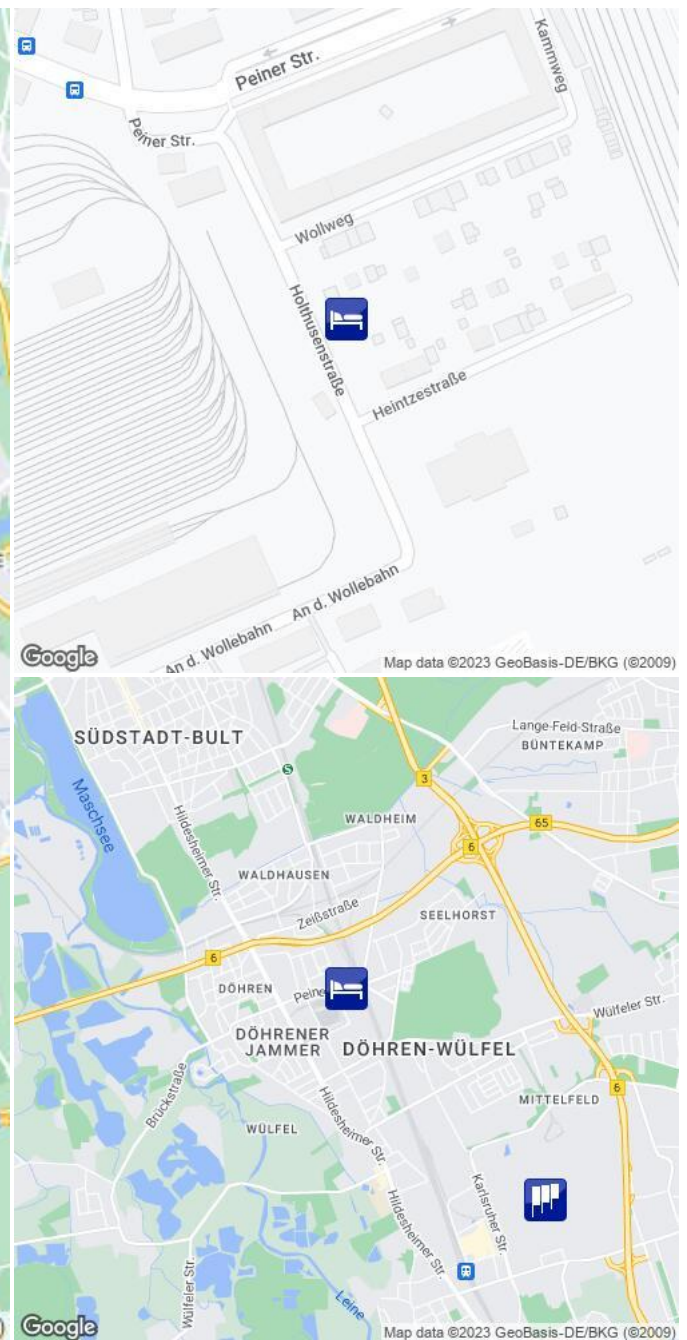 Kammweg
Peiner Str.
Peiner Str.
Wollweg
Holthusenstraße
Heintzestraße
An d. Wollebahn
An d. Wollebahn
Google
Map data ©2023 GeoBasis-DE/BKG (©2009)
SÜDSTADT-BULT
Lange-Feld-Straße
BÜNTEKAMP
S
3
Maschsee
Hildesheimer Str.
WALDHEIM
65
6
WALDHAUSEN
Zeißstraße
SEELHORST
6
DÖHREN
Peine
Wülfeler Str.
DÖHRENER
JAMMER
DÖHREN-WÜLFEL
6
Brückstraße
MITTELFELD
WÜLFEL
Hildesheimer Str.
Karlsruher Str.
Hildesheimer Str.
Wülfeler Str.
Leine
Google
Map data ©2023 GeoBasis-DE/BKG (©2009)